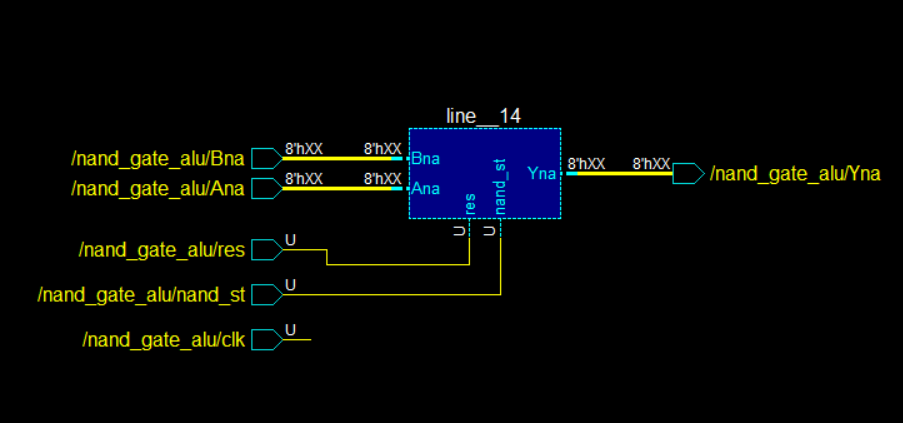 line__14
/nand_gate_alu/Bna 8'hXX 8'hXX Bna
/nand_gate_alu/Ana 8'hXX 8'hXX Ana
res
nand_st
Yna 8'hXX 8'hXX /nand_gate_alu/Yna
U U
/nand_gate_alu/res U
/nand_gate_alu/nand_st U
/nand_gate_alu/clk U